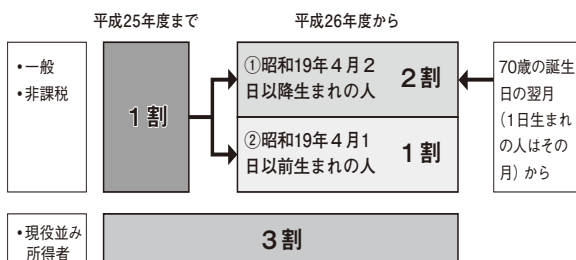 平成25年度まで
平成26年度から
•一般
•非課税
1割
①昭和19年4月2
日以降生まれの人
2割
②昭和19年4月1
日以前生まれの人
1割
70歳の誕生
日の翌月
（1日生まれ
の人はその
月）から
•現役並み
所得者
3割